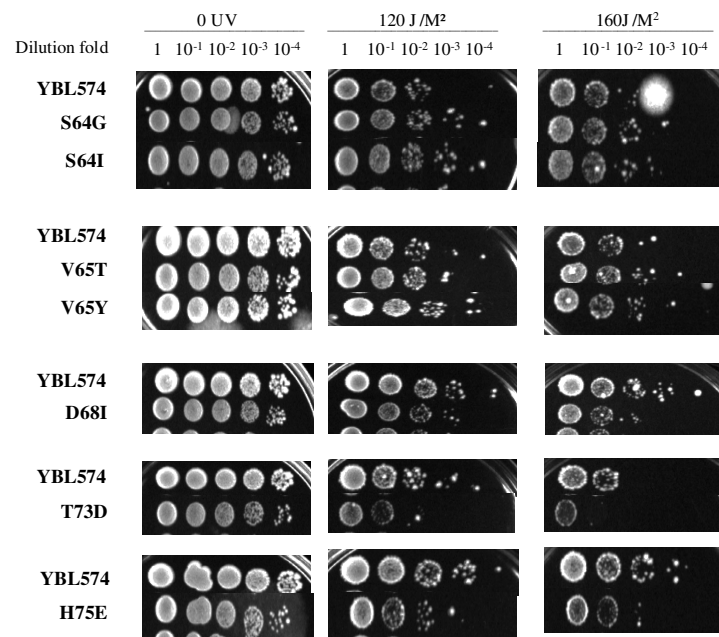 0 UV 120 J /M² 160J /M²
Dilution fold 1 10⁻¹ 10⁻² 10⁻³ 10⁻⁴ 1 10⁻¹ 10⁻² 10⁻³ 10⁻⁴ 1 10⁻¹ 10⁻² 10⁻³ 10⁻⁴
YBL574
S64G
S64I
YBL574
V65T
V65Y
YBL574
D68I
YBL574
T73D
YBL574
H75E